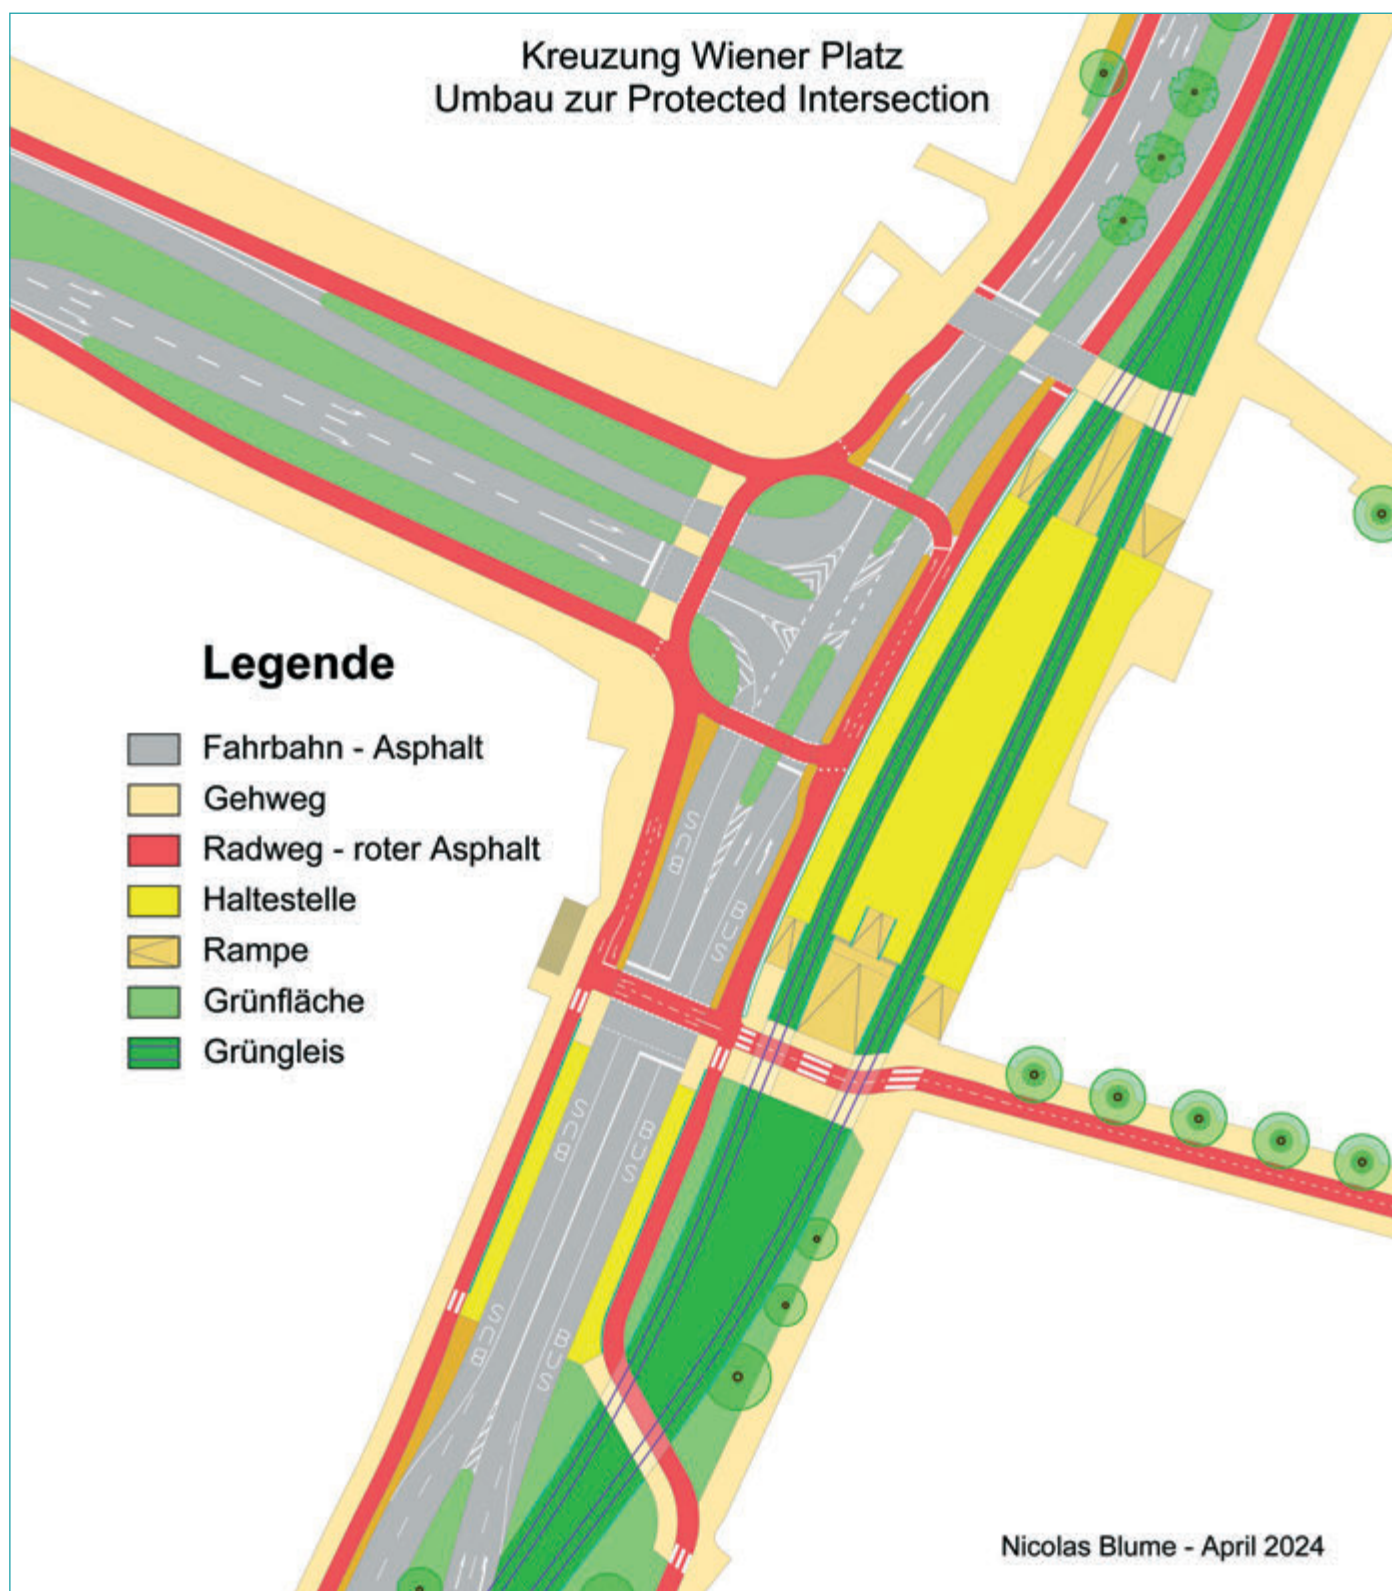 Kreuzung Wiener Platz
Umbau zur Protected Intersection
Legende
Fahrbahn - Asphalt
Gehweg
Radweg - roter Asphalt
Haltestelle
Rampe
Grünfläche
Grüngleis
BUS
BUS
BUS
BUS
BUS
BUS
Nicolas Blume - April 2024